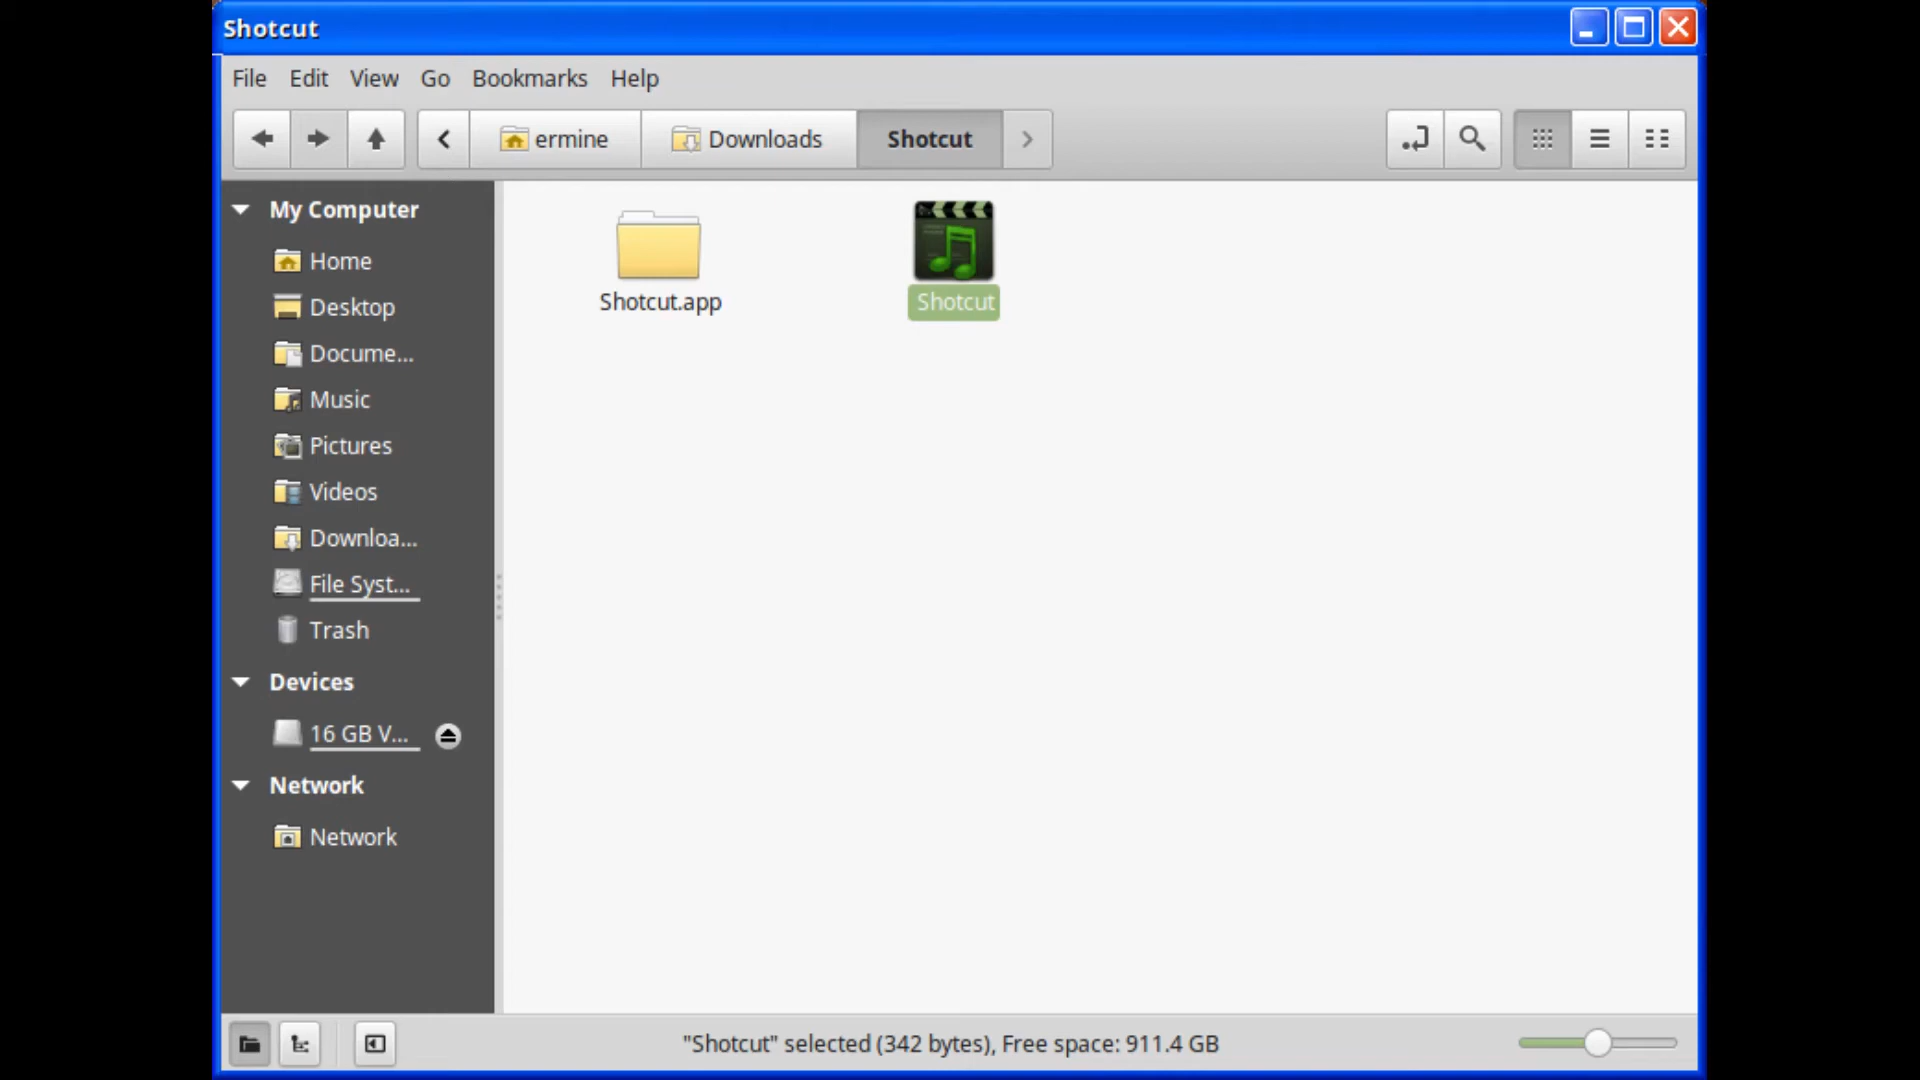 Shotcut
File Edit View Go Bookmarks Help
ermine Downloads Shotcut
My Computer
Home
Desktop
Docume...
Music
Pictures
Videos
Downloa...
File Syst...
Trash
Devices
16 GB V...
Network
Network
Shotcut.app Shotcut
"Shotcut" selected (342 bytes), Free space: 911.4 GB